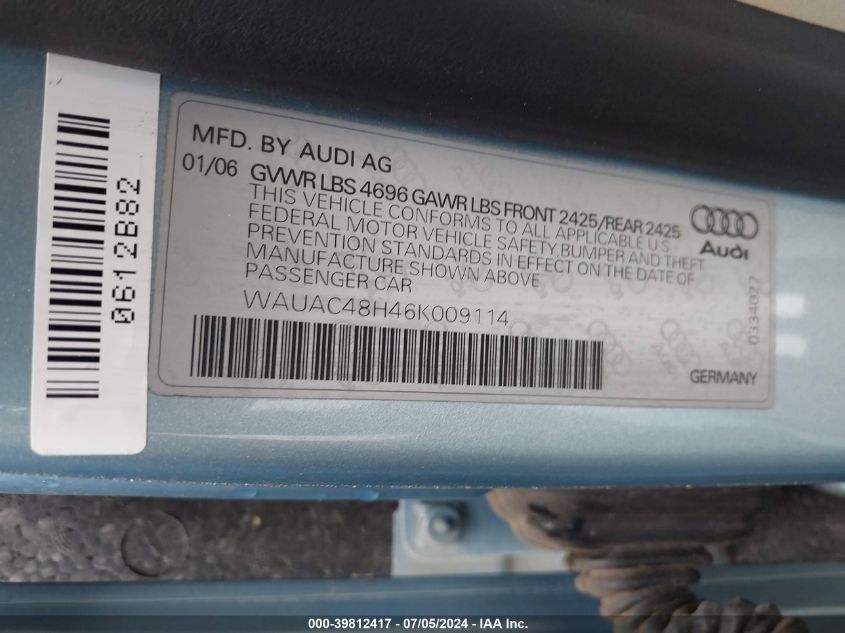 0612B82
MFD. BY AUDI AG
01/06 GVWR LBS 4696 GAWR LBS FRONT 2425/REAR 2425
THIS VEHICLE CONFORMS TO ALL APPLICABLE U.S.
FEDERAL MOTOR VEHICLE SAFETY, BUMPER AND THEFT
PREVENTION STANDARDS IN EFFECT ON THE DATE OF
MANUFACTURE SHOWN ABOVE
PASSENGER CAR
WAUAC48H46K009114
Audi
0334027
GERMANY
000-39812417 / 07/05/2024 - IAA Inc.